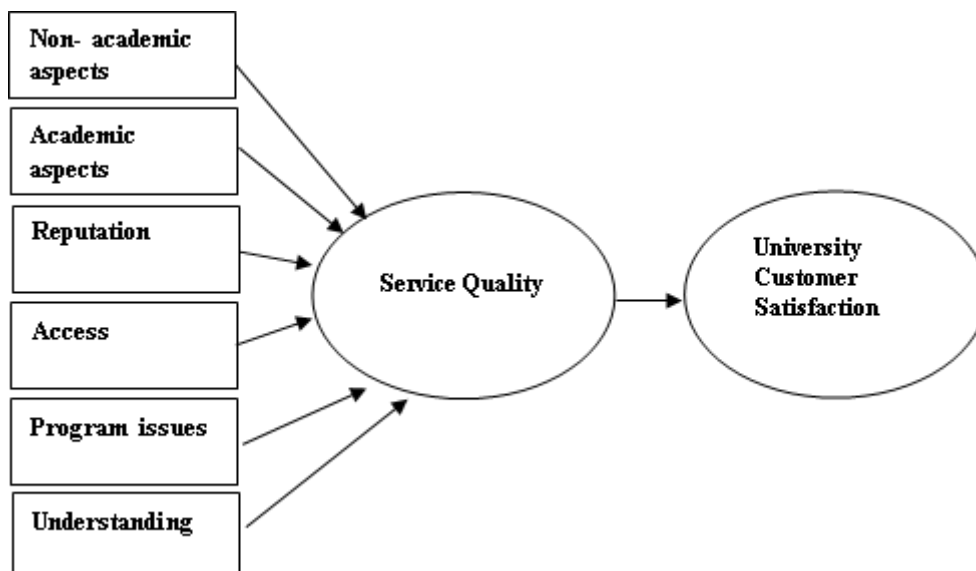 Non- academic
aspects
Academic
aspects
Reputation
Access
Program issues
Understanding
Service Quality
University
Customer
Satisfaction